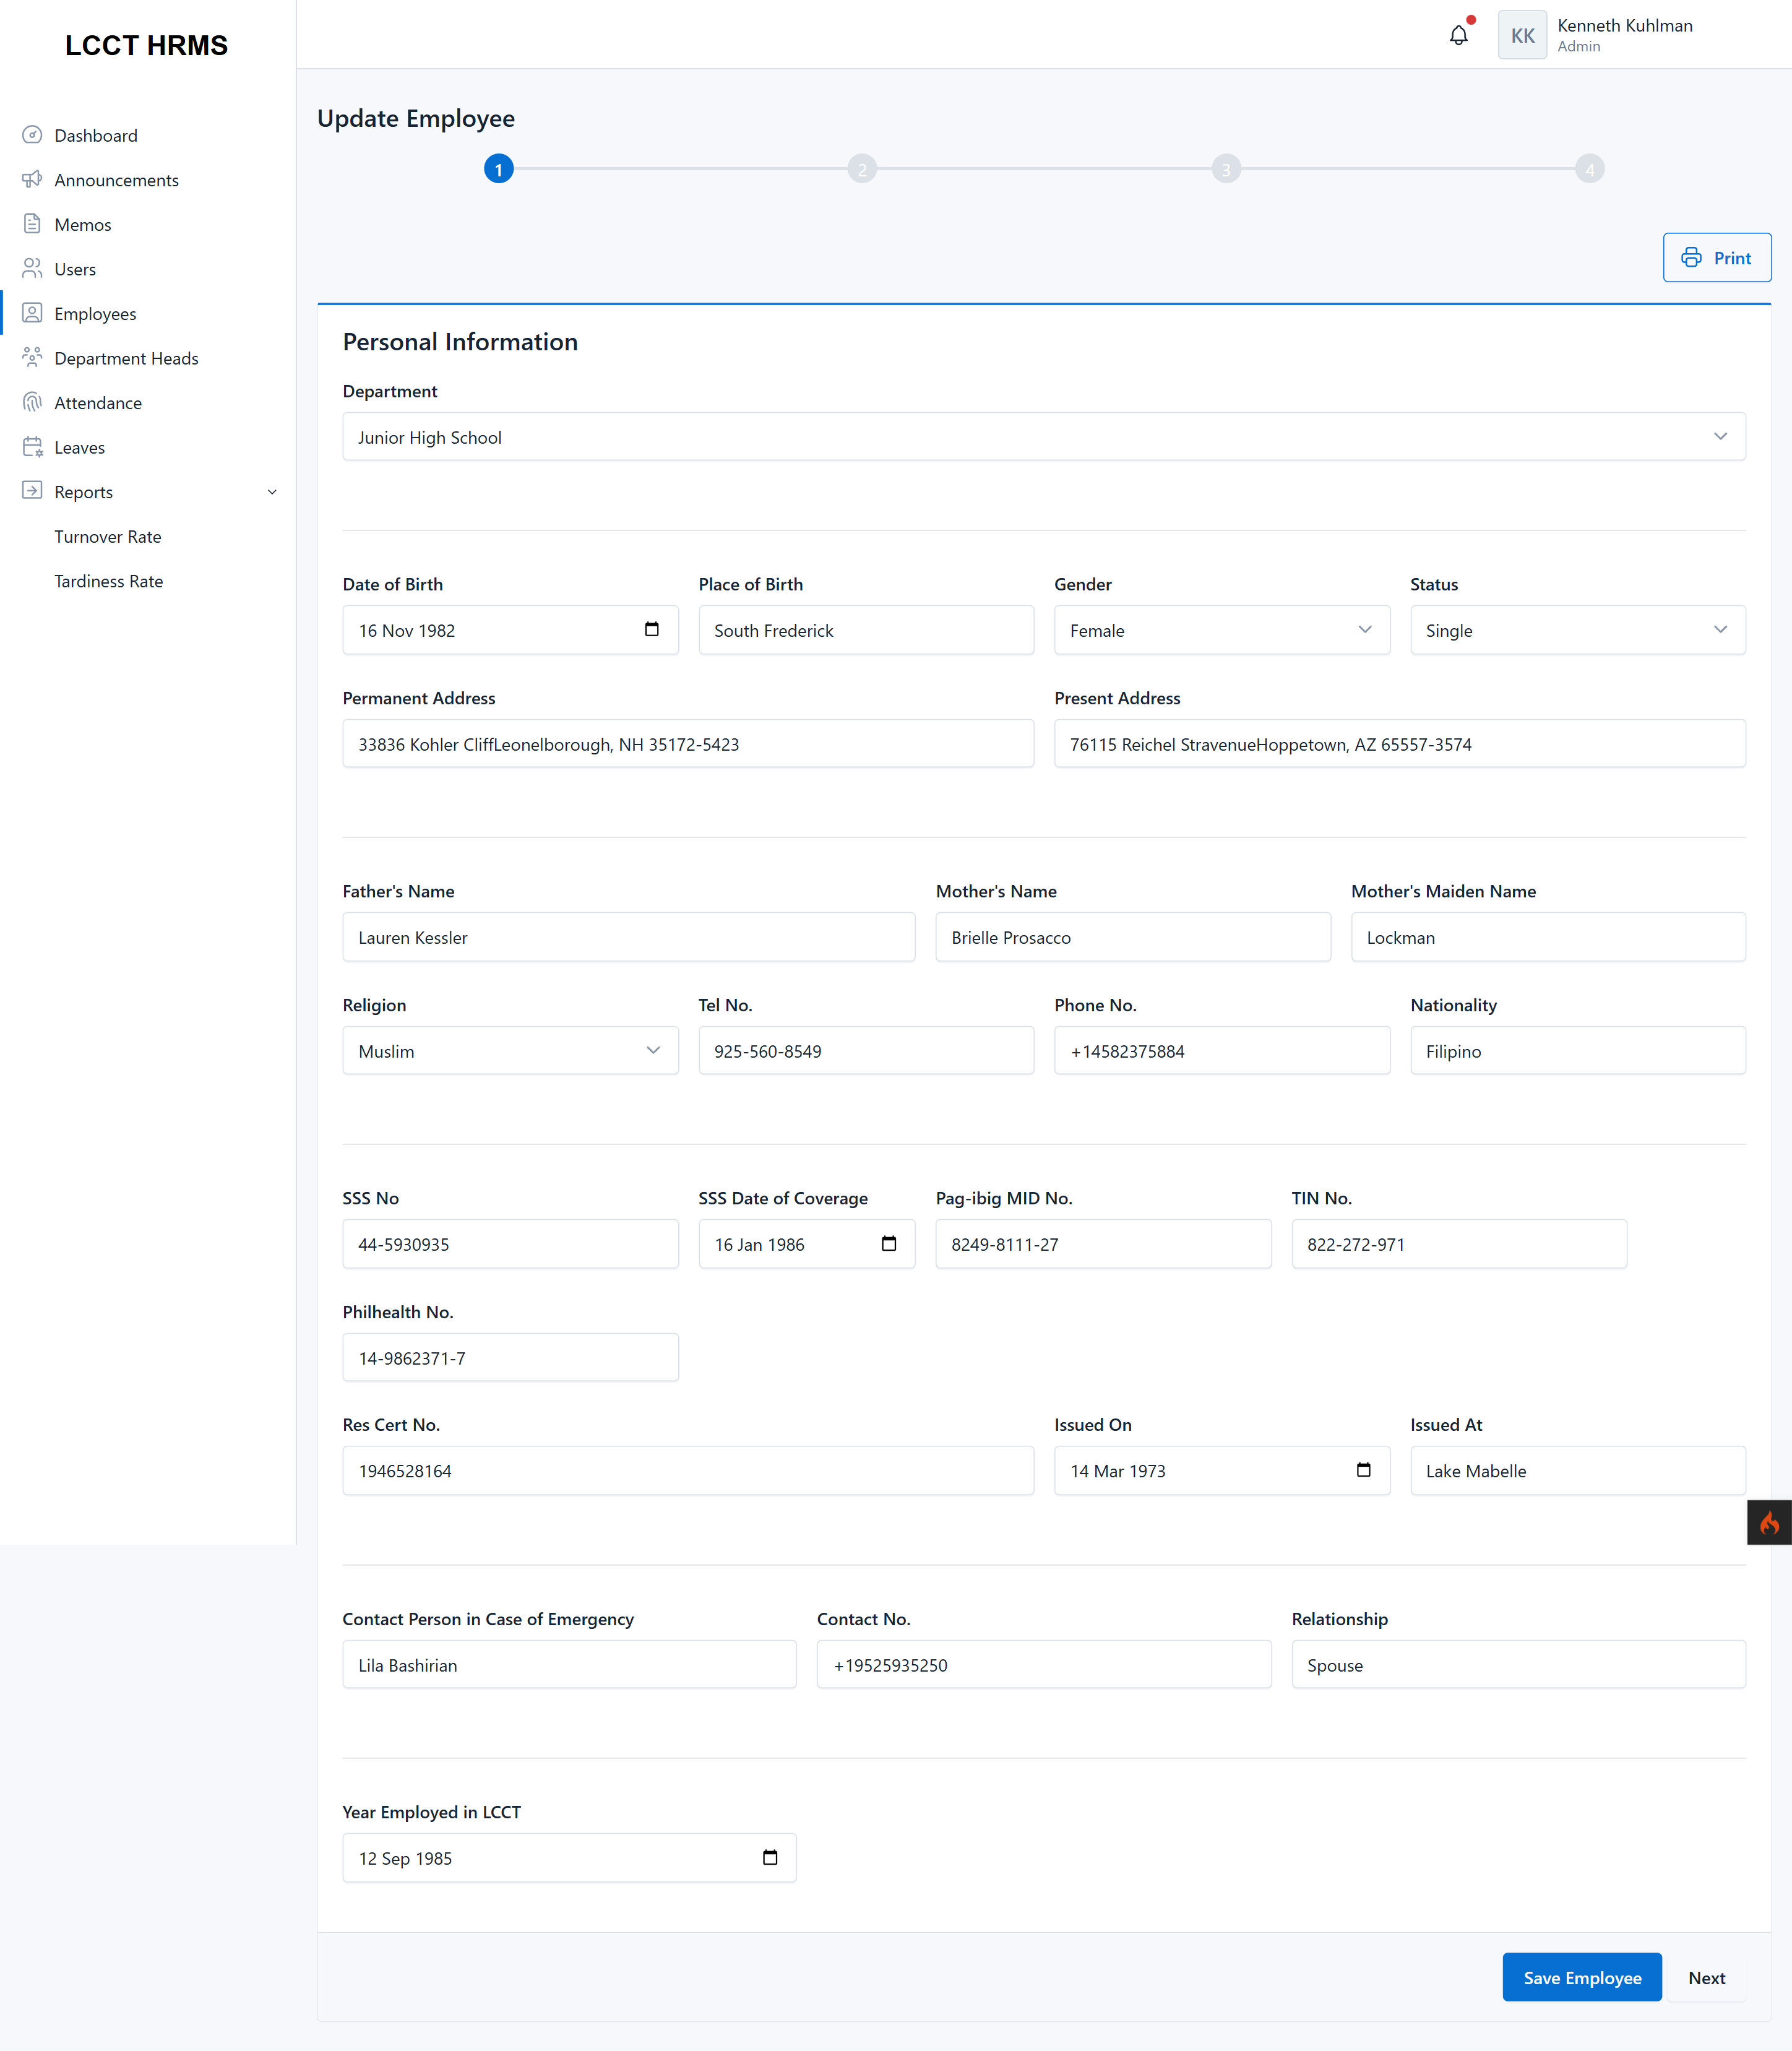 LCCT HRMS
KK
Kenneth Kuhlman
Admin
Dashboard
Announcements
Memos
Users
Employees
Department Heads
Attendance
Leaves
Reports
Turnover Rate
Tardiness Rate
Update Employee
1
2
3
4
Print
Personal Information
Department
Junior High School
Date of Birth
Place of Birth
Gender
Status
16 Nov 1982
South Frederick
Female
Single
Permanent Address
Present Address
33836 Kohler CliffLeonelborough, NH 35172-5423
76115 Reichel StravenueHoppetown, AZ 65557-3574
Father's Name
Mother's Name
Mother's Maiden Name
Lauren Kessler
Brielle Prosacco
Lockman
Religion
Tel No.
Phone No.
Nationality
Muslim
925-560-8549
+14582375884
Filipino
SSS No
SSS Date of Coverage
Pag-ibig MID No.
TIN No.
44-5930935
16 Jan 1986
8249-8111-27
822-272-971
Philhealth No.
14-9862371-7
Res Cert No.
Issued On
Issued At
1946528164
14 Mar 1973
Lake Mabelle
Contact Person in Case of Emergency
Contact No.
Relationship
Lila Bashirian
+19525935250
Spouse
Year Employed in LCCT
12 Sep 1985
Save Employee
Next